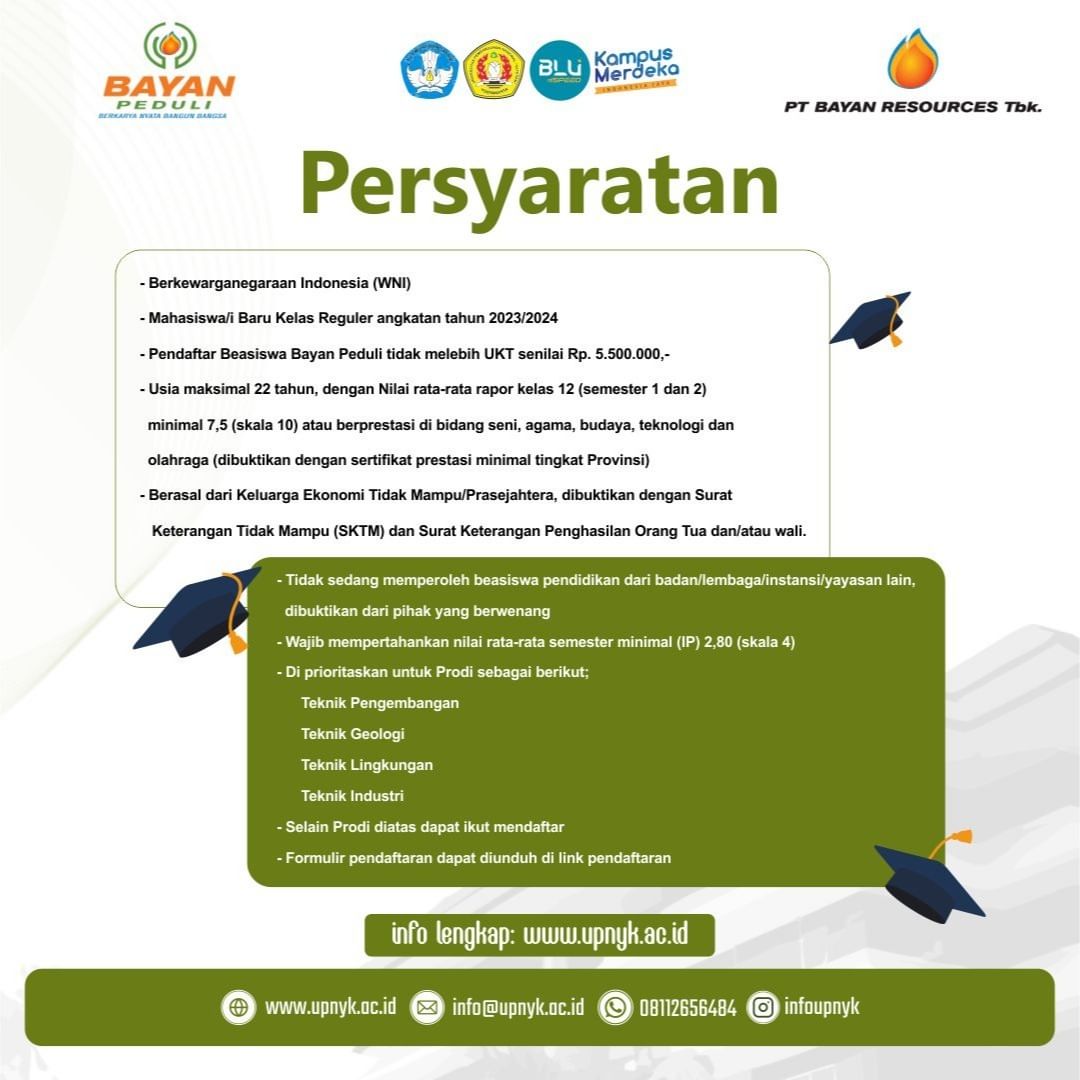 BAYAN
PEDULI
BERKARYA NYATA BANGUN BANGSA
BLU
SPEED
Kampus
Merdeka
INDONESIA JAYA
PT BAYAN RESOURCES Tbk.
Persyaratan
- Berkewarganegaraan Indonesia (WNI)
- Mahasiswa/i Baru Kelas Reguler angkatan tahun 2023/2024
- Pendaftar Beasiswa Bayan Peduli tidak melebih UKT senilai Rp. 5.500.000,-
- Usia maksimal 22 tahun, dengan Nilai rata-rata rapor kelas 12 (semester 1 dan 2)
minimal 7,5 (skala 10) atau berprestasi di bidang seni, agama, budaya, teknologi dan
olahraga (dibuktikan dengan sertifikat prestasi minimal tingkat Provinsi)
- Berasal dari Keluarga Ekonomi Tidak Mampu/Prasejahtera, dibuktikan dengan Surat
Keterangan Tidak Mampu (SKTM) dan Surat Keterangan Penghasilan Orang Tua dan/atau wali.
- Tidak sedang memperoleh beasiswa pendidikan dari badan/lembaga/instansi/yayasan lain,
dibuktikan dari pihak yang berwenang
- Wajib mempertahankan nilai rata-rata semester minimal (IP) 2,80 (skala 4)
- Di prioritaskan untuk Prodi sebagai berikut;
Teknik Pengembangan
Teknik Geologi
Teknik Lingkungan
Teknik Industri
- Selain Prodi diatas dapat ikut mendaftar
- Formulir pendaftaran dapat diunduh di link pendaftaran
info lengkap: www.upnyk.ac.id
www.upnyk.ac.id
info@upnyk.ac.id
08112656484
infoupnyk